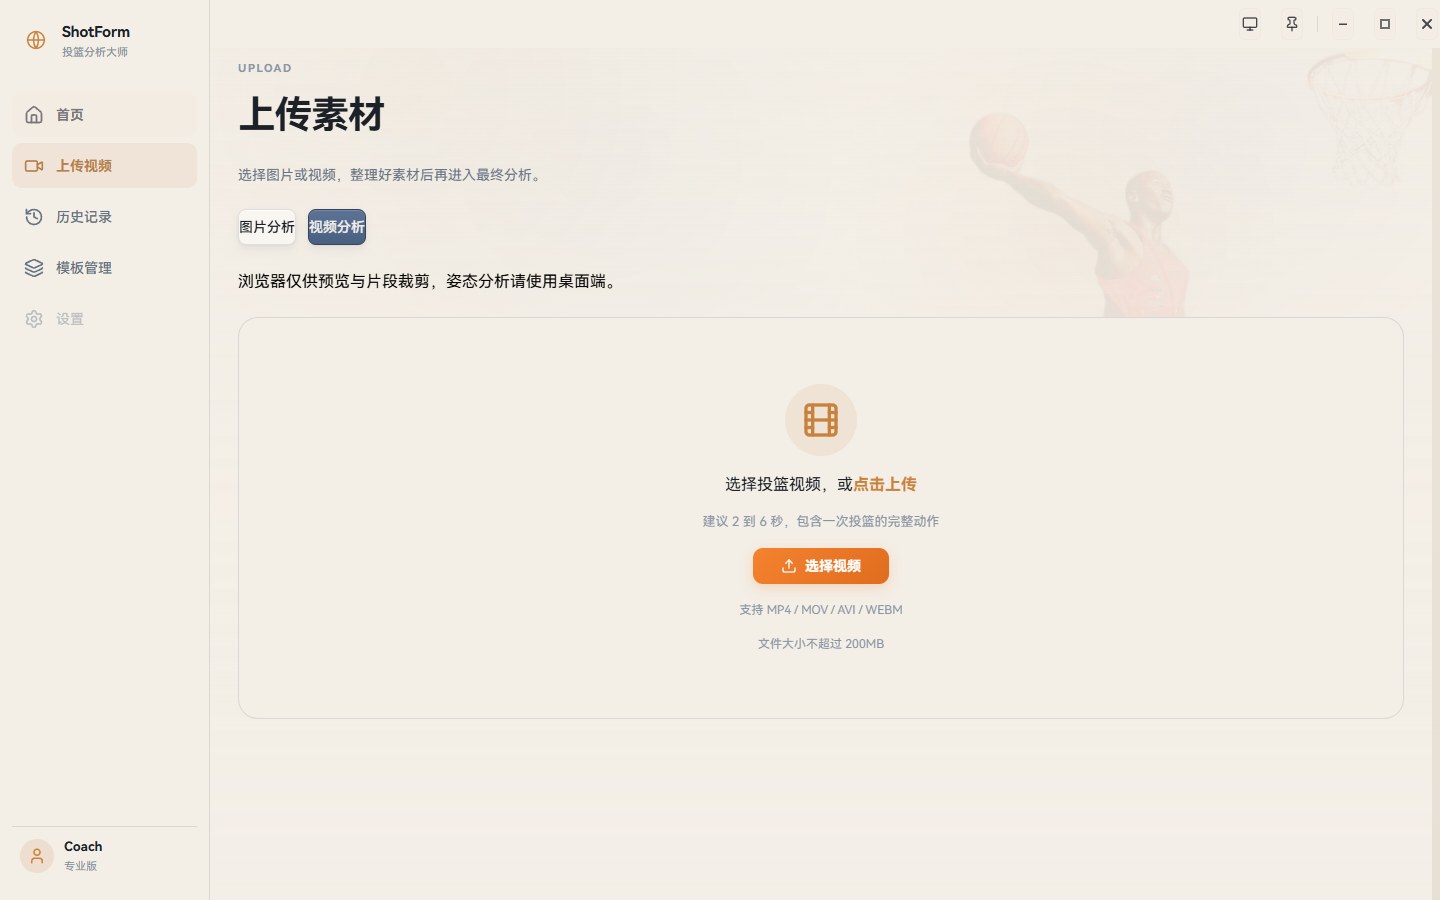 ShotForm
投篮分析大师
首页
上传视频
历史记录
模板管理
设置
Coach
专业版
UPLOAD
上传素材
选择图片或视频，整理好素材后再进入最终分析。
图片分析
视频分析
浏览器仅供预览与片段裁剪，姿态分析请使用桌面端。
选择投篮视频，或点击上传
建议 2 到 6 秒，包含一次投篮的完整动作
选择视频
支持 MP4 / MOV / AVI / WEBM
文件大小不超过 200MB